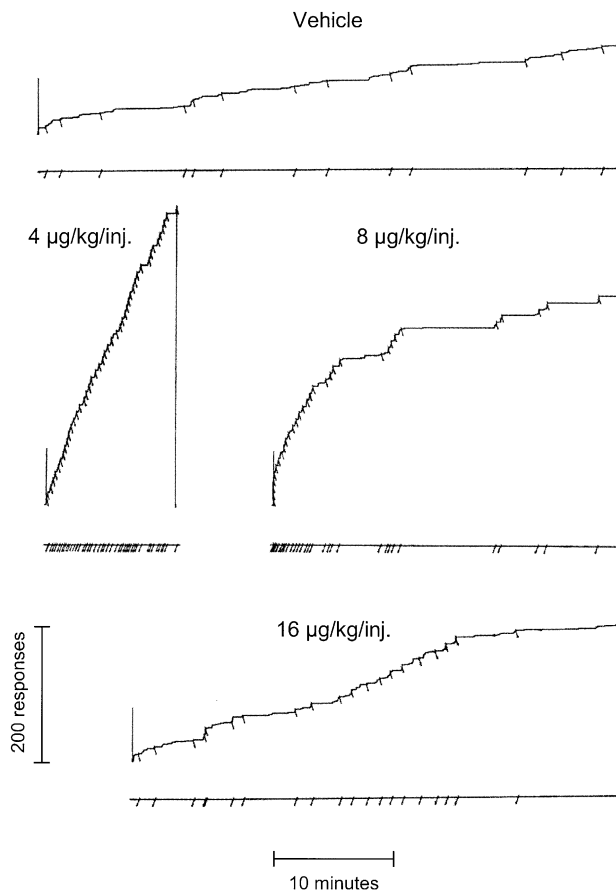 Vehicle
4 µg/kg/inj.
8 µg/kg/inj.
16 µg/kg/inj.
200 responses
10 minutes